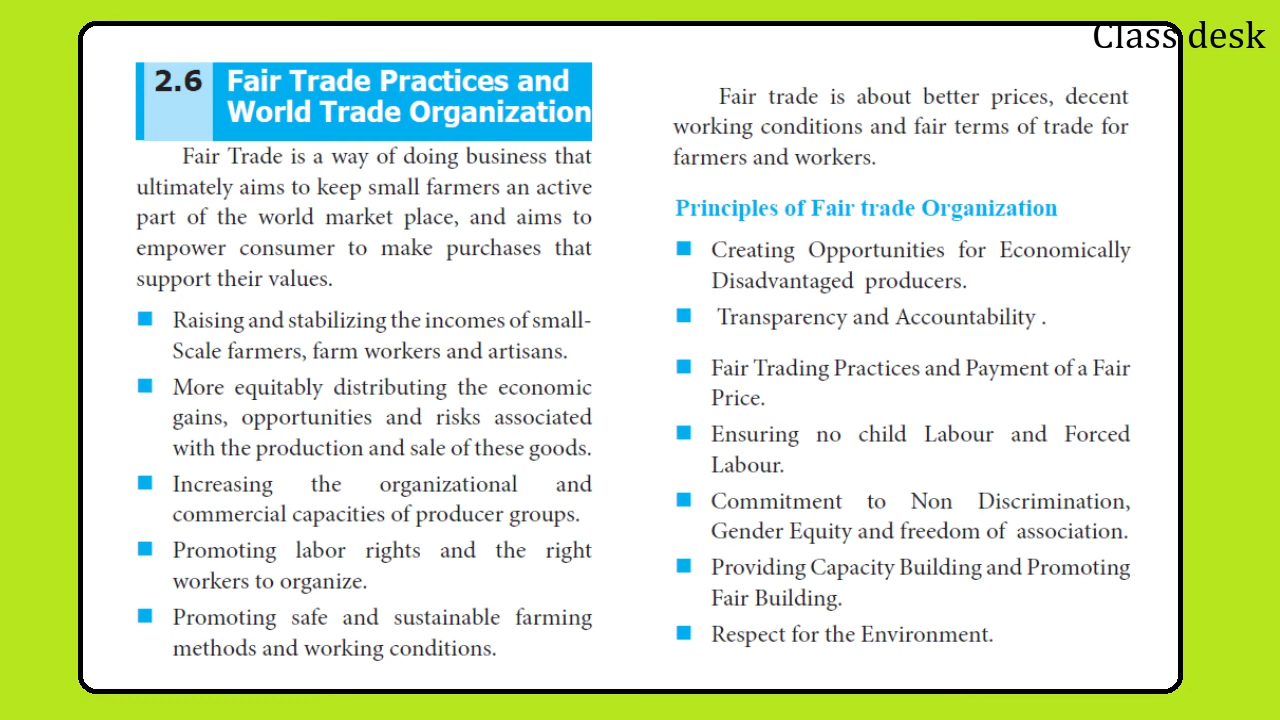 Class desk
2.6 Fair Trade Practices and
World Trade Organization
Fair Trade is a way of doing business that
ultimately aims to keep small farmers an active
part of the world market place, and aims to
empower consumer to make purchases that
support their values.
■ Raising and stabilizing the incomes of small-
Scale farmers, farm workers and artisans.
■ More equitably distributing the economic
gains, opportunities and risks associated
with the production and sale of these goods.
■ Increasing the organizational and
commercial capacities of producer groups.
■ Promoting labor rights and the right
workers to organize.
■ Promoting safe and sustainable farming
methods and working conditions.
Fair trade is about better prices, decent
working conditions and fair terms of trade for
farmers and workers.
Principles of Fair trade Organization
■ Creating Opportunities for Economically
Disadvantaged producers.
■ Transparency and Accountability .
■ Fair Trading Practices and Payment of a Fair
Price.
■ Ensuring no child Labour and Forced
Labour.
■ Commitment to Non Discrimination,
Gender Equity and freedom of association.
■ Providing Capacity Building and Promoting
Fair Building.
■ Respect for the Environment.